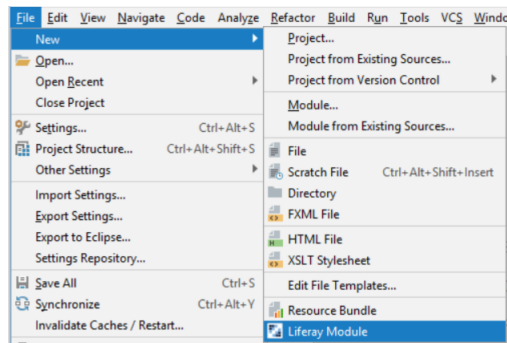 File Edit View Navigate Code Analyze Refactor Build Run Tools VCS Windo
New
Open...
Open Recent
Close Project
Settings... Ctrl+Alt+S
Project Structure... Ctrl+Alt+Shift+S
Other Settings
Import Settings...
Export Settings...
Export to Eclipse...
Settings Repository...
Save All Ctrl+S
Synchronize Ctrl+Alt+Y
Invalidate Caches / Restart...
Project...
Project from Existing Sources...
Project from Version Control
Module...
Module from Existing Sources...
File
Scratch File Ctrl+Alt+Shift+Insert
Directory
FXML File
HTML File
XSLT Stylesheet
Edit File Templates...
Resource Bundle
Liferay Module